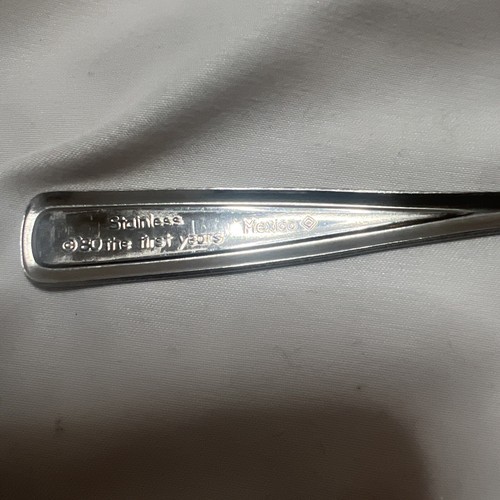 Stainless
©80 the first years Mexico